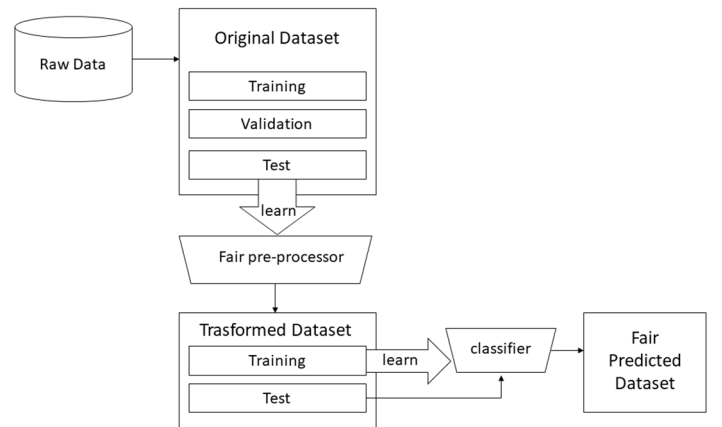 Raw Data
Original Dataset
Training
Validation
Test
learn
Fair pre-processor
Trasformed Dataset
Training
learn
Test
classifier
Fair
Predicted
Dataset